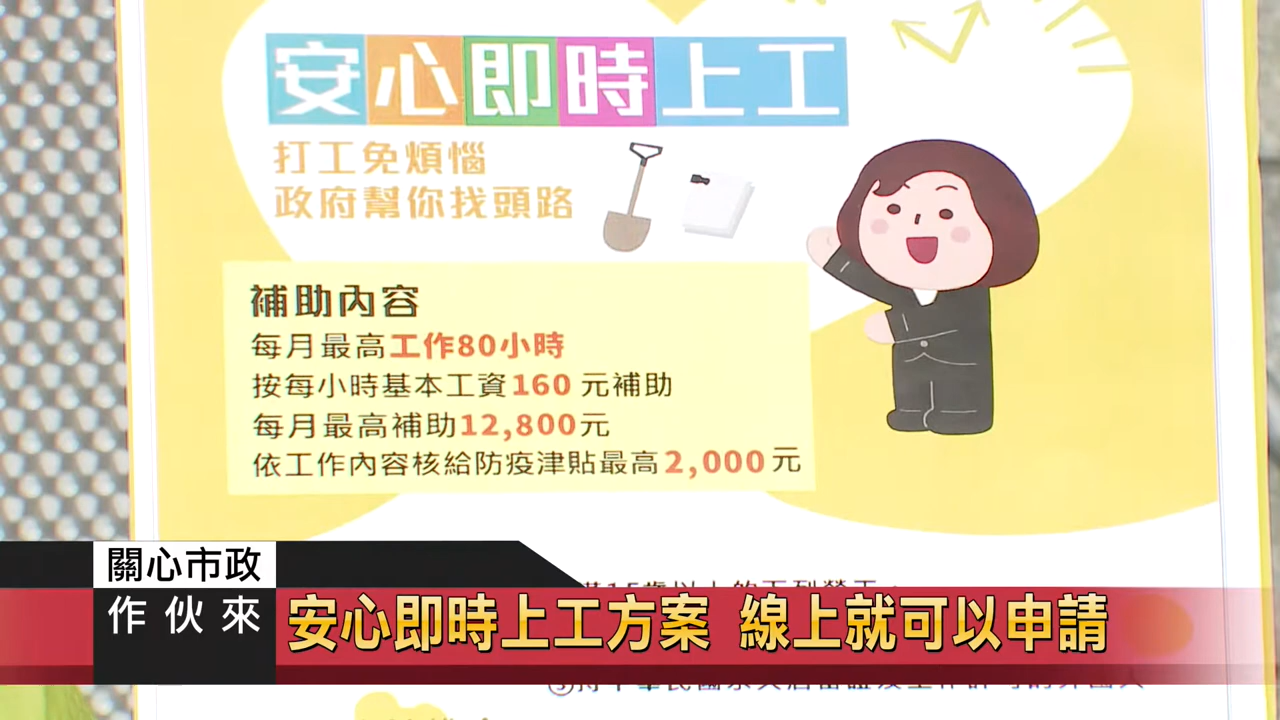 安心即時上工
打工免煩惱
政府幫你找頭路
補助內容
每月最高工作80小時
按每小時基本工資160元補助
每月最高補助12,800元
依工作內容核給防疫津貼最高2,000元
關心市政
作伙來
安心即時上工方案 線上就可以申請